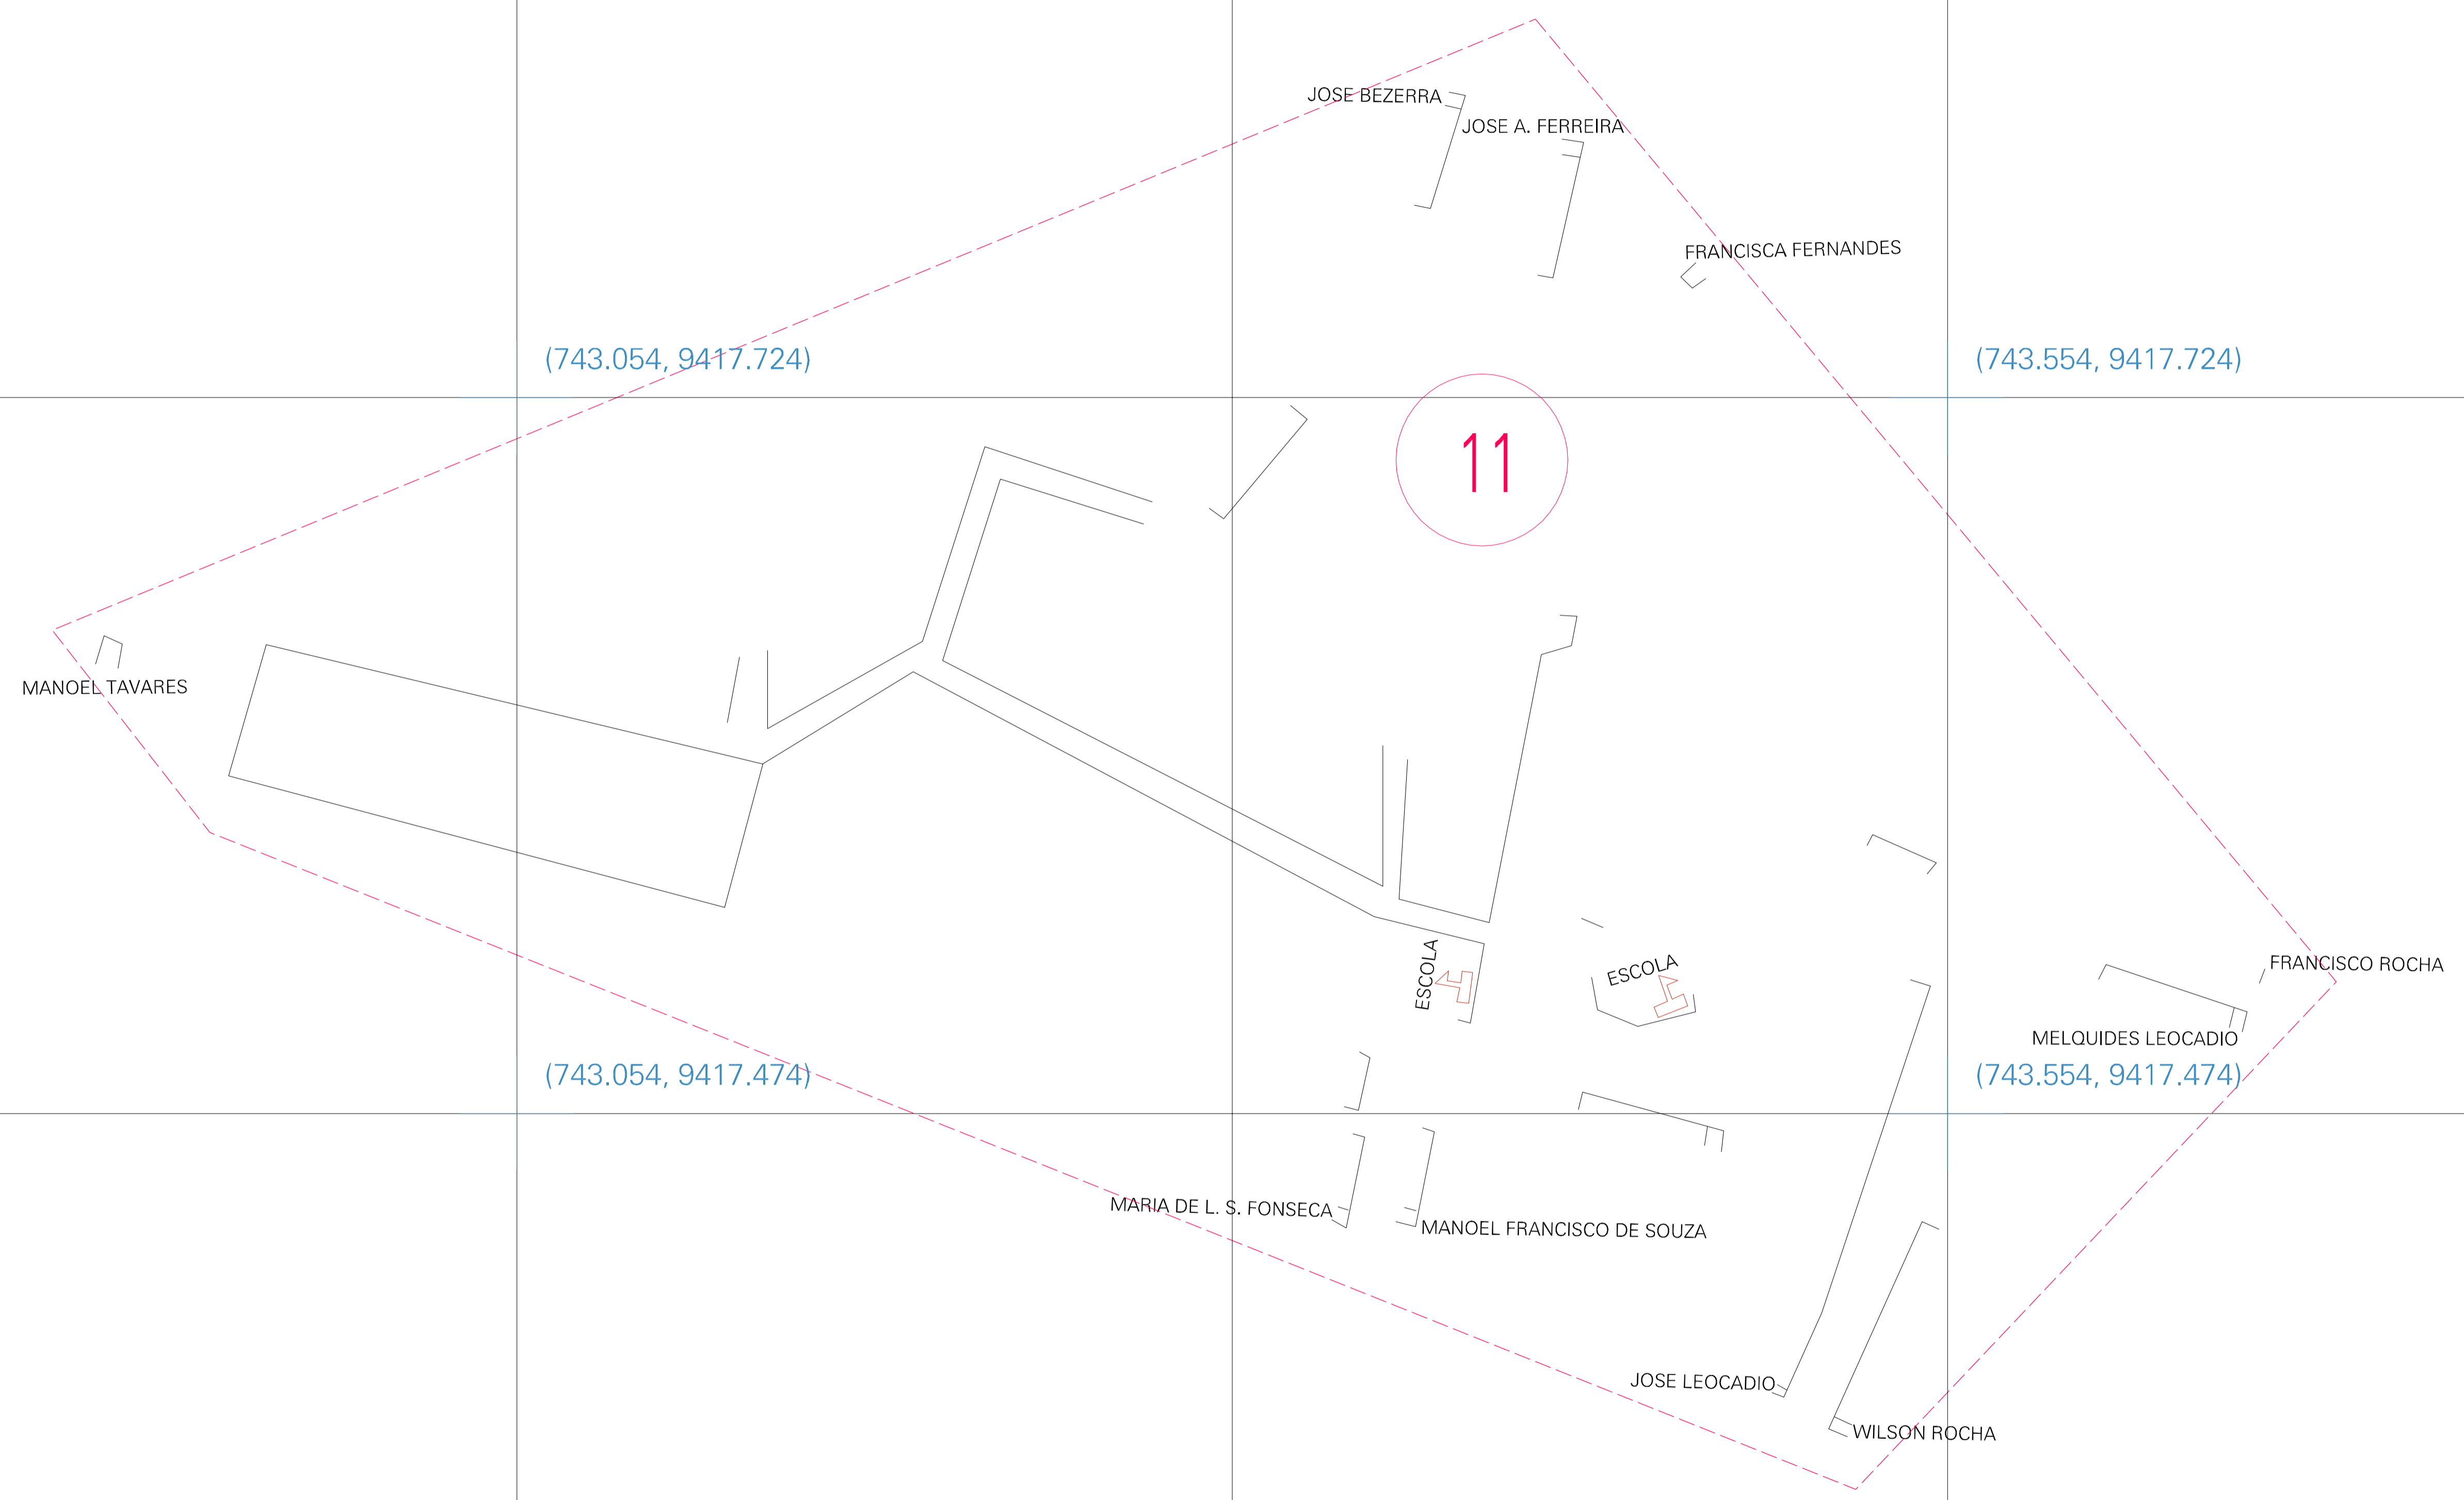 JOSE BEZERRA
JOSE A. FERREIRA
FRANCISCA FERNANDES
(743.054, 9417.724)
(743.554, 9417.724)
11
MANOEL TAVARES
ESCOLA
ESCOLA
FRANCISCO ROCHA
MELQUIDES LEOCADIO
(743.054, 9417.474)
(743.554, 9417.474)
MARIA DE L. S. FONSECA
MANOEL FRANCISCO DE SOUZA
JOSE LEOCADIO
WILSON ROCHA